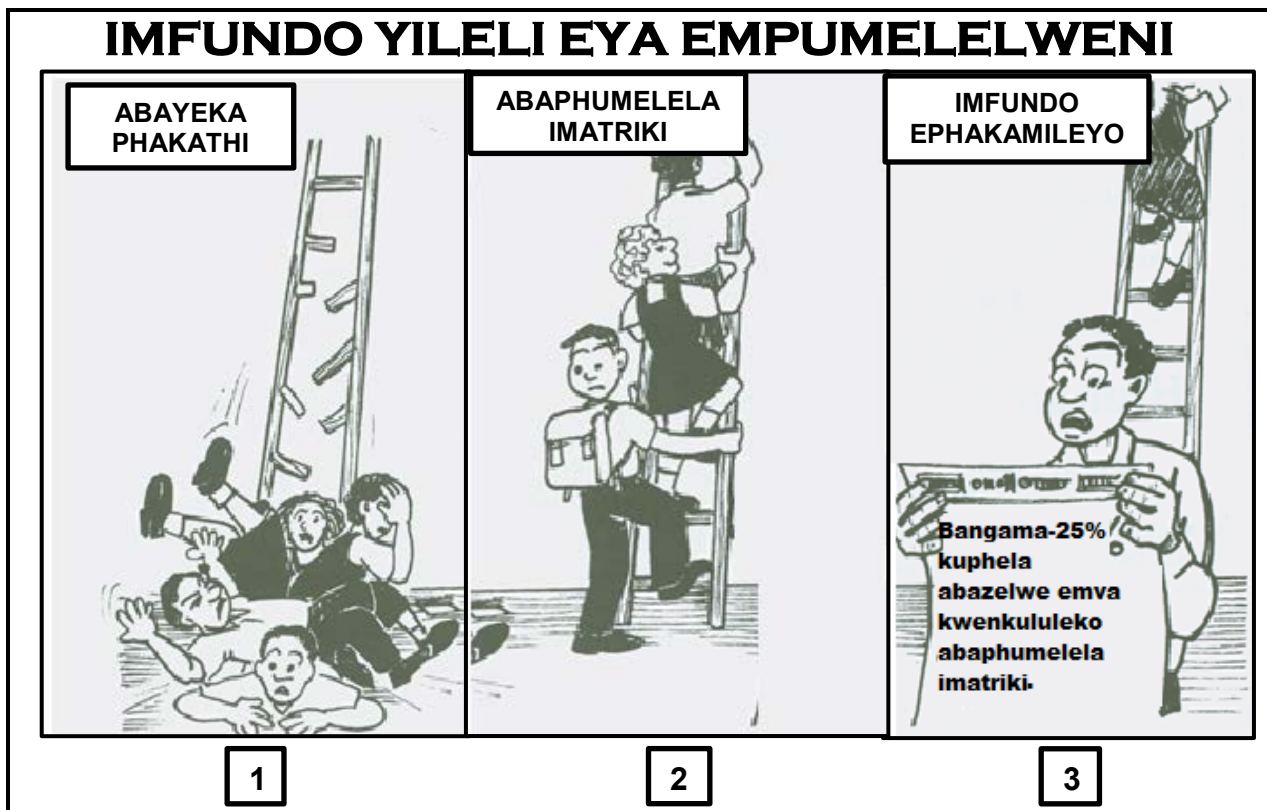 IMFUNDO YILELI EYA EMPUMELELWENI
ABAYEKA
PHAKATHI
ABAPHUMELELA
IMATRIKI
IMFUNDO
EPHAKAMILEYO
Bangama-25%
kuphela
abazelwe emva
kwenkululeko
abaphumelela
imatriki.
1
2
3